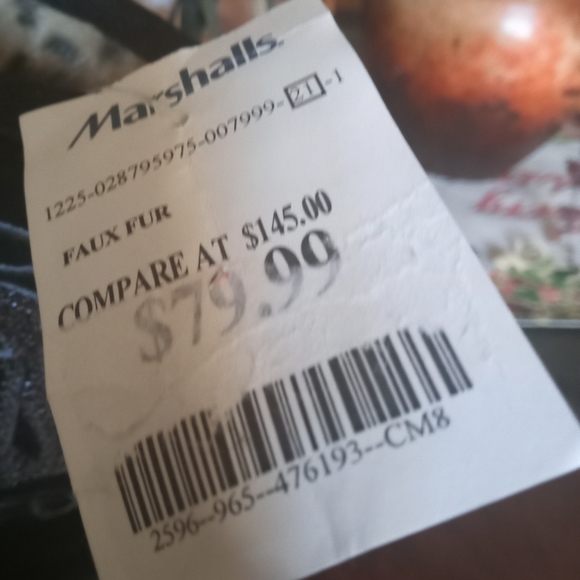 Marshalls.
1225-028795975-007999-21-1
FAUX FUR
COMPARE AT $145.00
$79.99
2596--965--476193--CM8